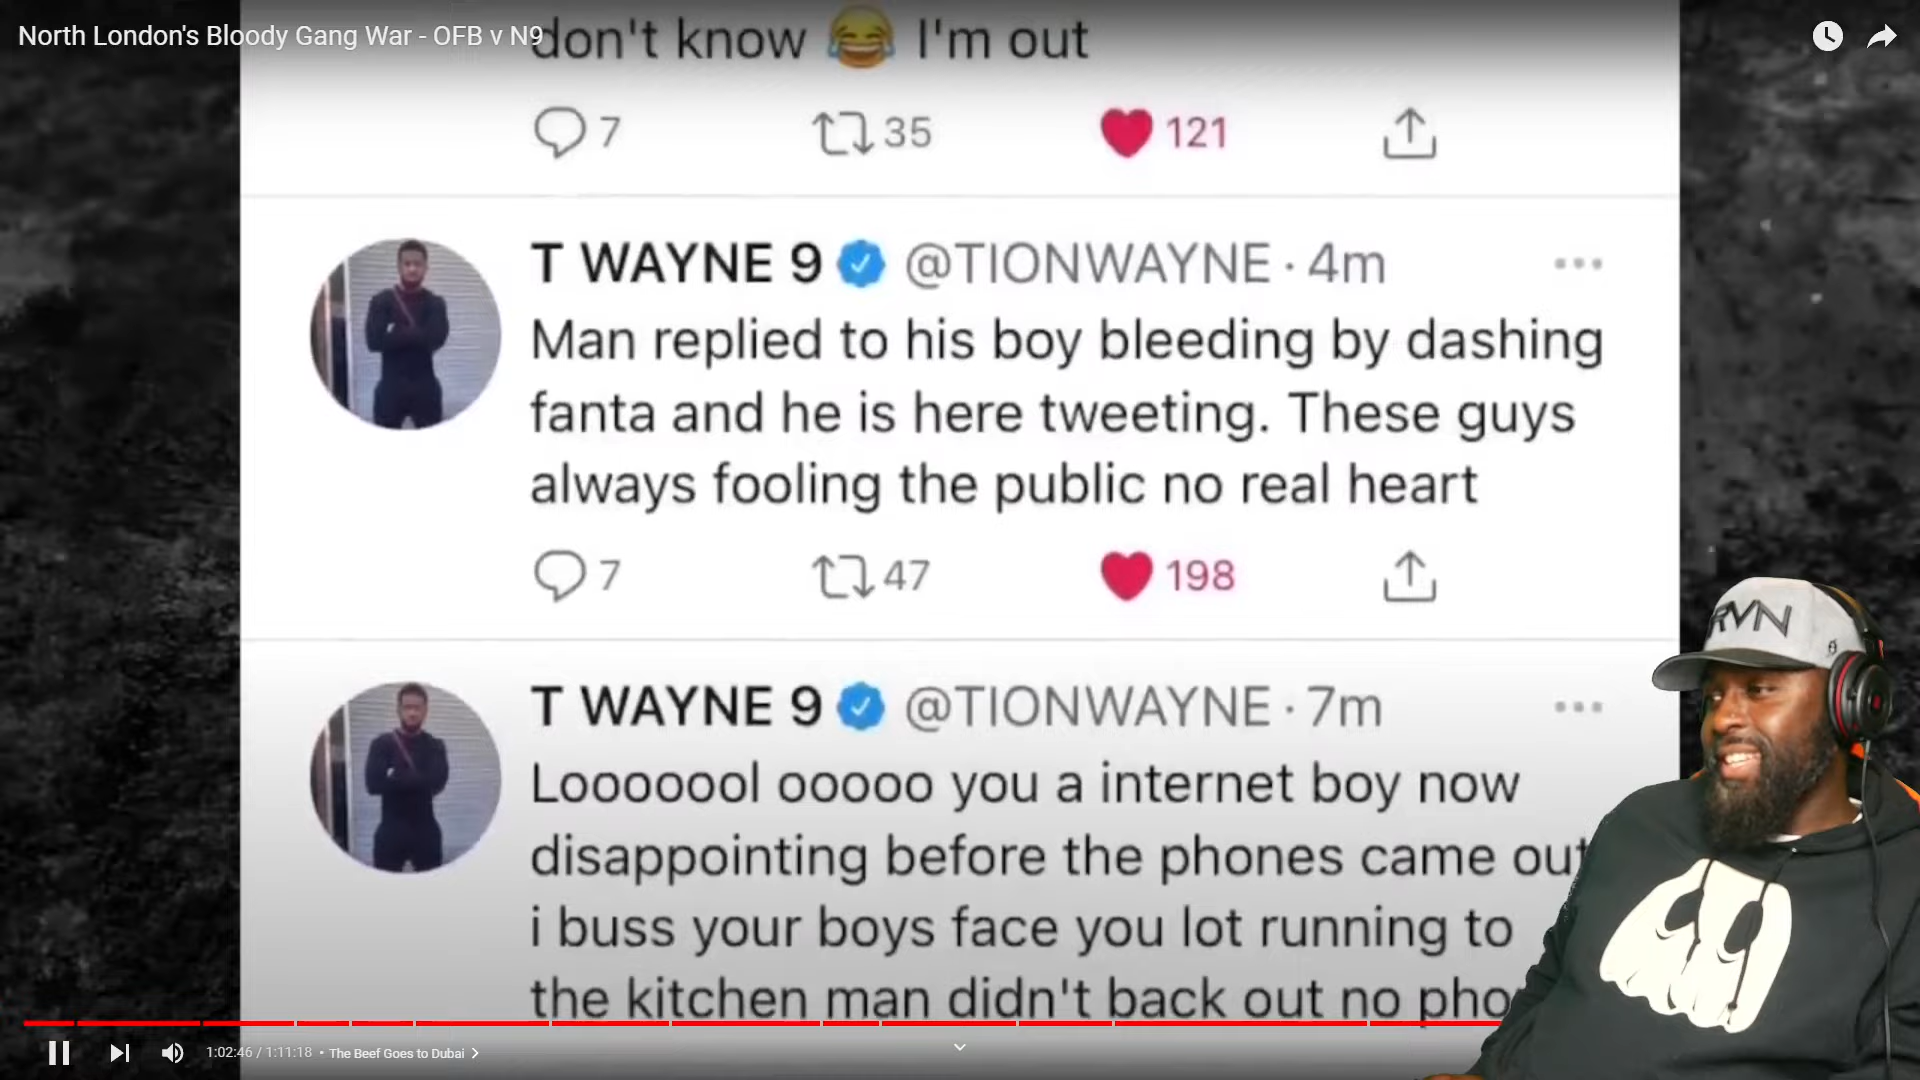 North London's Bloody Gang War - OFB v N9
don't know 😂 I'm out
7 35 121
T WAYNE 9 @TIONWAYNE · 4m
Man replied to his boy bleeding by dashing
fanta and he is here tweeting. These guys
always fooling the public no real heart
7 47 198
T WAYNE 9 @TIONWAYNE · 7m
Looooool ooooo you a internet boy now
disappointing before the phones came out
i buss your boys face you lot running to
the kitchen man didn't back out no pho
RVN
1:02:46 / 1:11:18 • The Beef Goes to Dubai